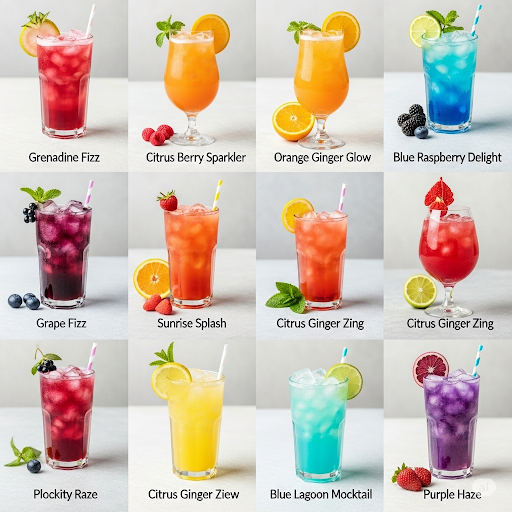 Grenadine Fizz
Citrus Berry Sparkler
Orange Ginger Glow
Blue Raspberry Delight
Grape Fizz
Sunrise Splash
Citrus Ginger Zing
Citrus Ginger Zing
Plockity Raze
Citrus Ginger Ziew
Blue Lagoon Mocktail
Purple Haze